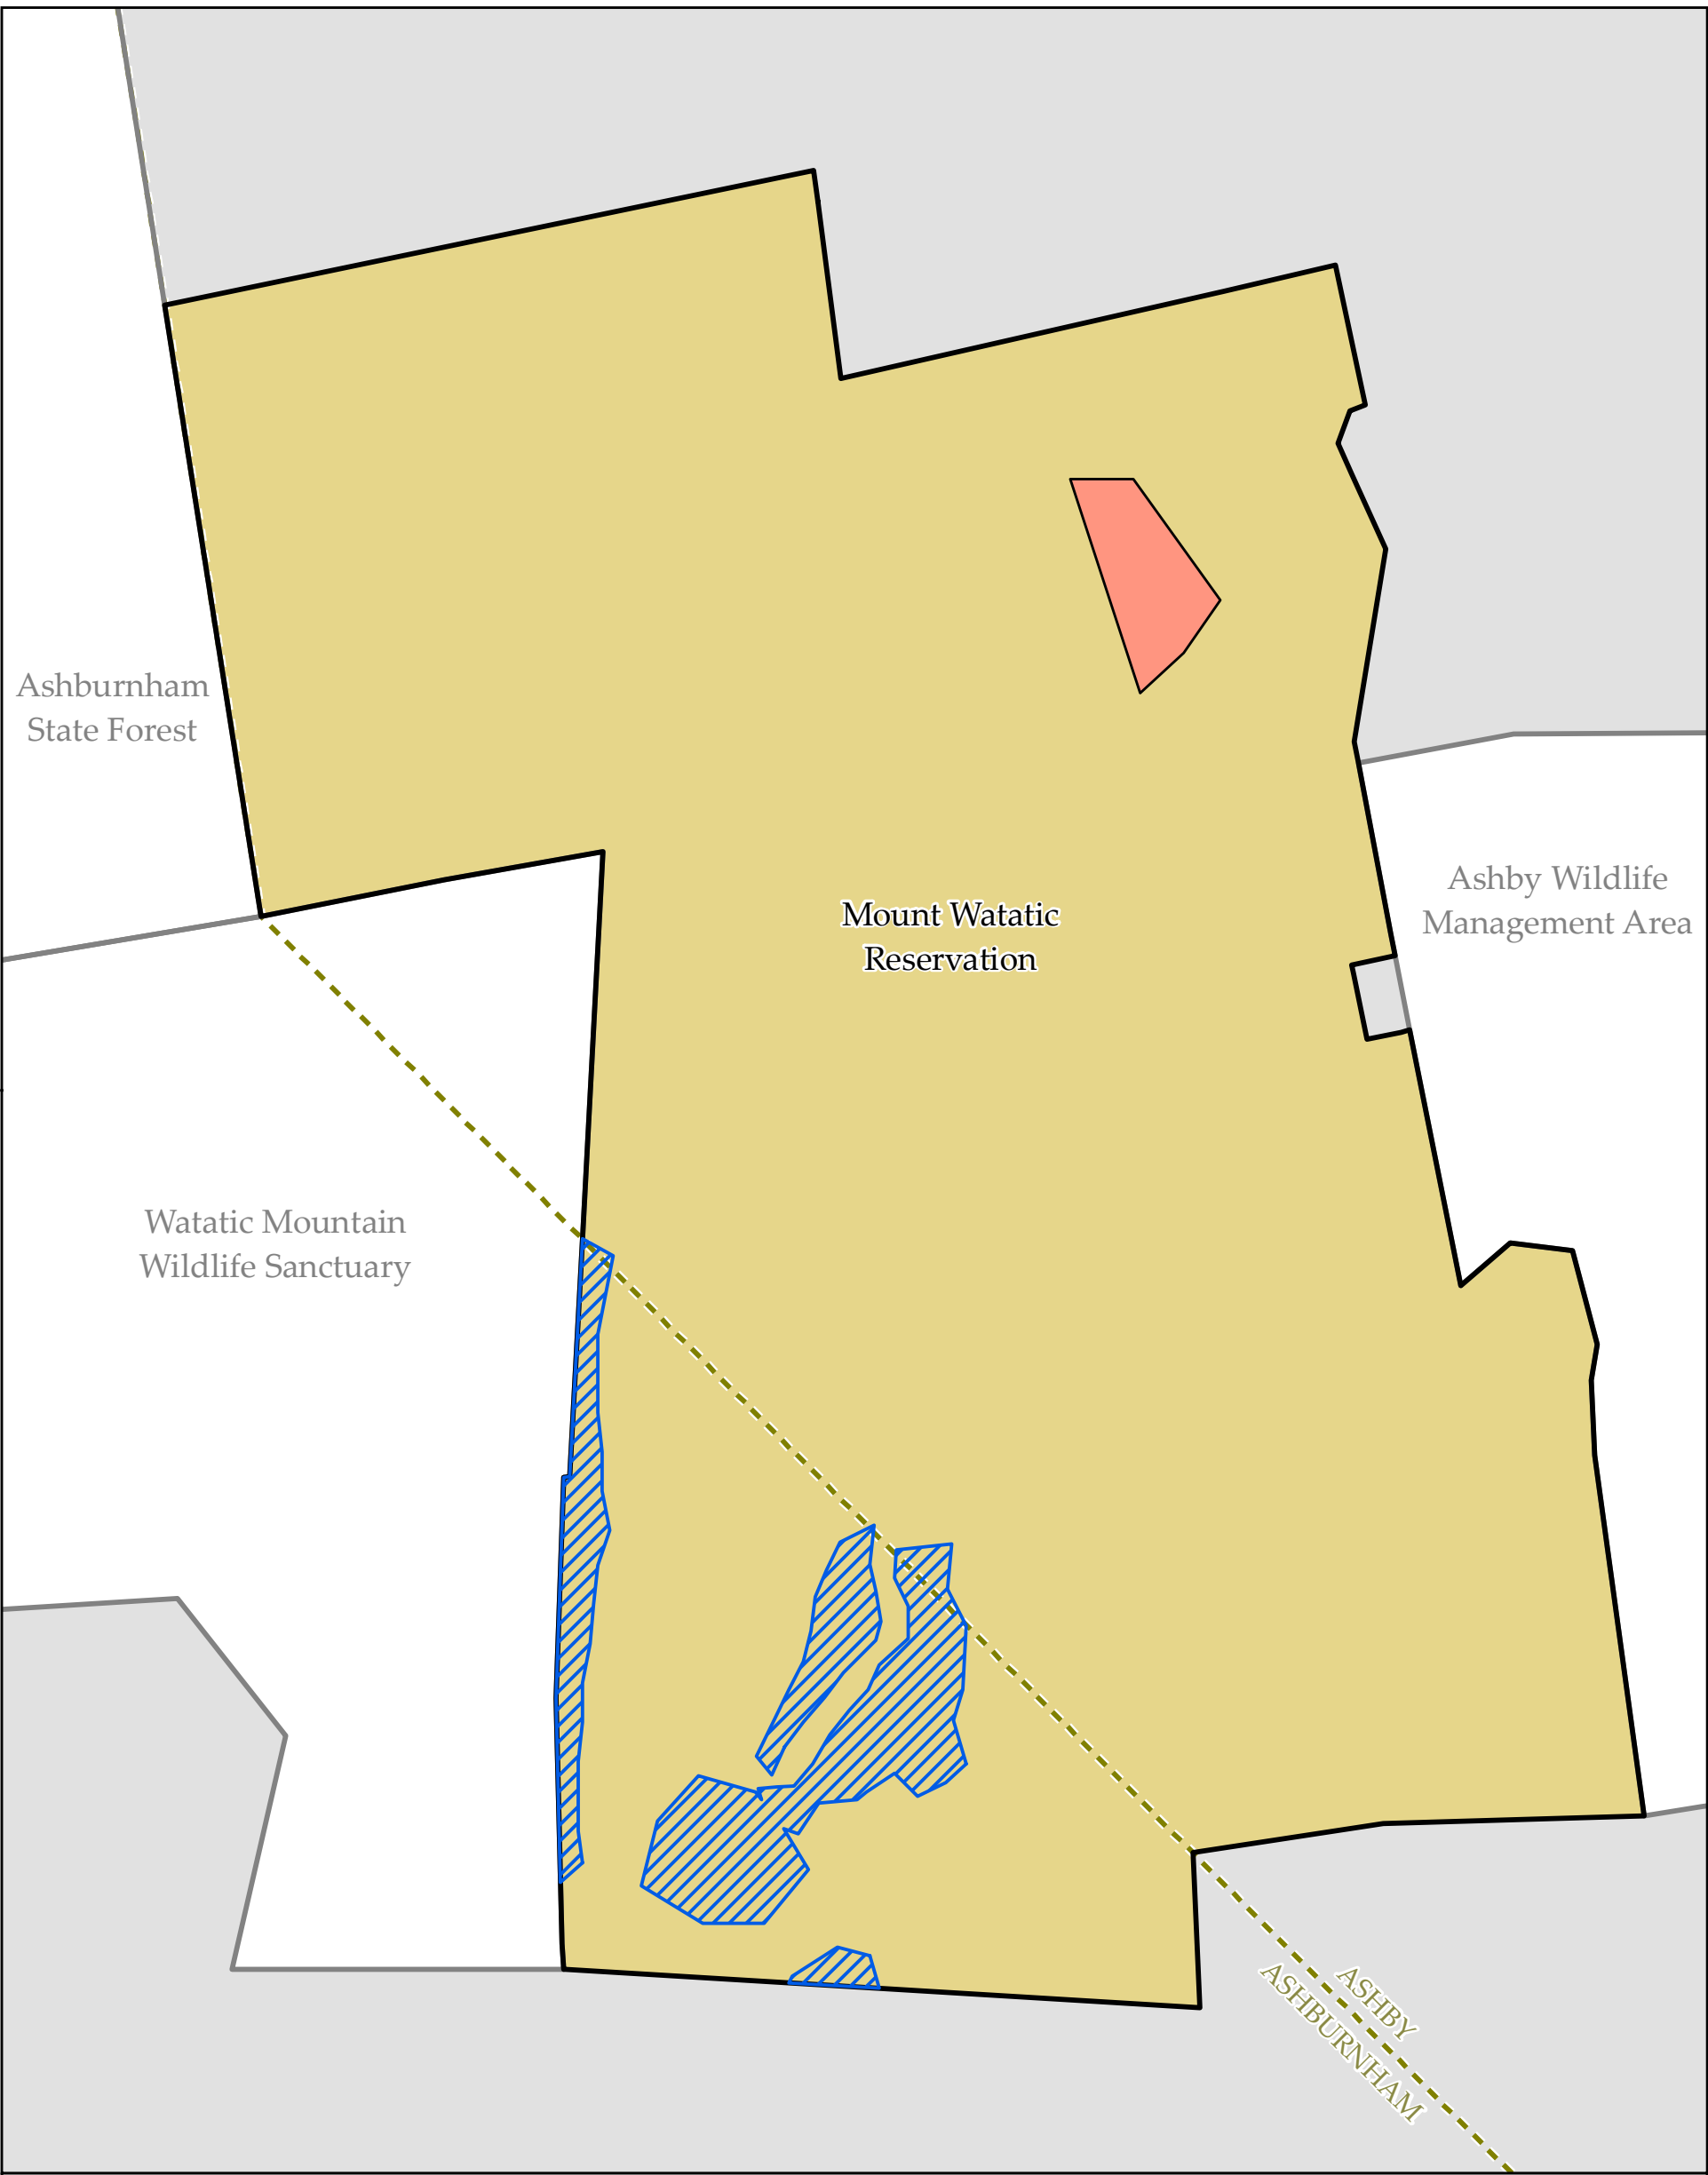 Ashburnham
State Forest
Ashby Wildlife
Management Area
Mount Watatic
Reservation
Watatic Mountain
Wildlife Sanctuary
ASHBY
ASHBURNHAM